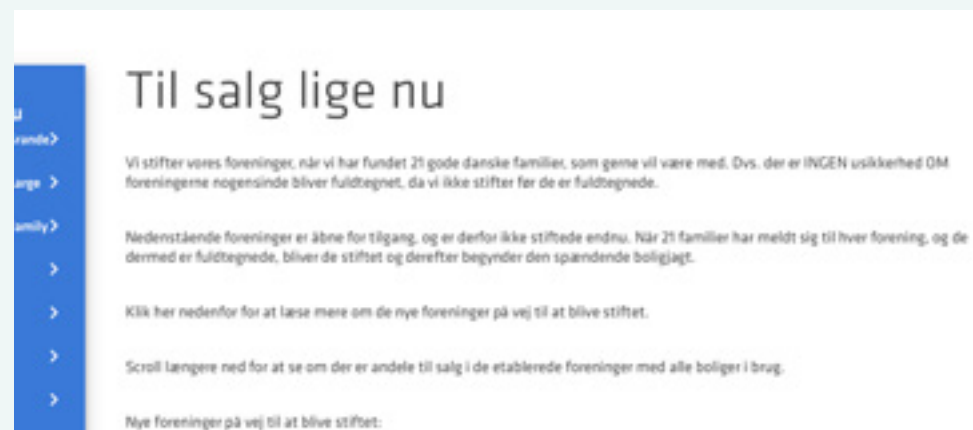 Til salg lige nu
Vi stifter vores foreninger, når vi har fundet 21 gode danske familier, som gerne vil være med. Dvs. der er INGEN usikkerhed OM
foreningerne nogensinde bliver fuldtegnet, da vi ikke stifter før de er fuldtegnede.
Nedenstående foreninger er åbne for tilgang, og er derfor ikke stiftede endnu. Når 21 familier har meldt sig til hver forening, og de
dermed er fuldtegnede, bliver de stiftet og derefter begynder den spændende boligjagt.
Klik her nedenfor for at læse mere om de nye foreninger på vej til at blive stiftet.
Scroll længere ned for at se om der er andele til salg i de etablerede foreninger med alle boliger i brug.
Nye foreninger på vej til at blive stiftet: